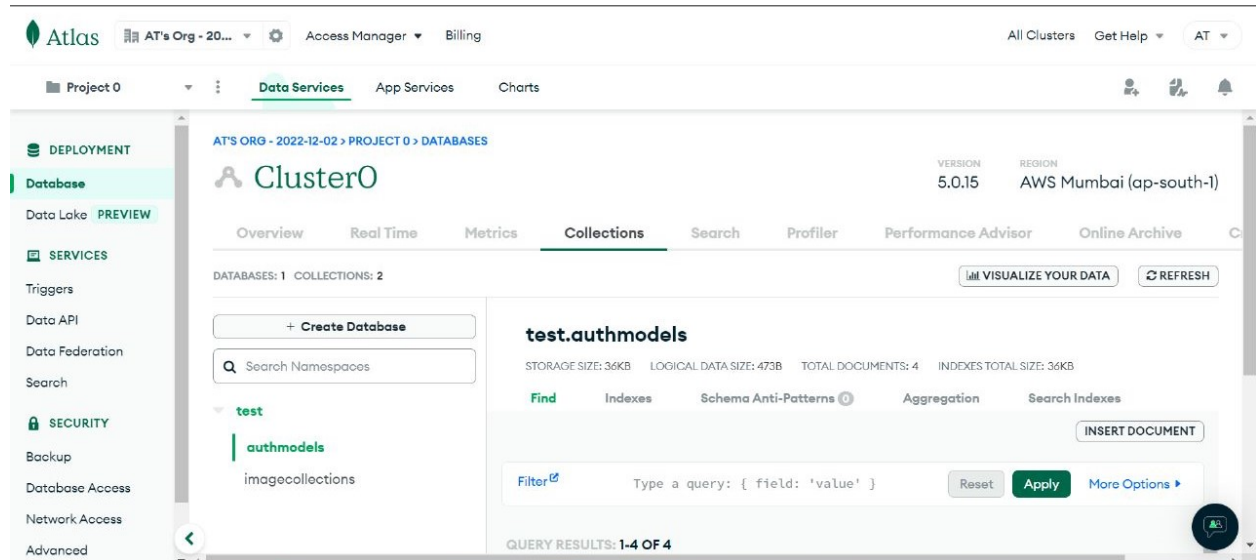 Atlas AT's Org - 20... Access Manager Billing All Clusters Get Help AT
Project 0 Data Services App Services Charts
DEPLOYMENT
Database
Data Lake PREVIEW
SERVICES
Triggers
Data API
Data Federation
Search
SECURITY
Backup
Database Access
Network Access
Advanced
AT'S ORG - 2022-12-02 > PROJECT 0 > DATABASES
Cluster0
VERSION
5.0.15
REGION
AWS Mumbai (ap-south-1)
Overview Real Time Metrics Collections Search Profiler Performance Advisor Online Archive
DATABASES: 1 COLLECTIONS: 2
VISUALIZE YOUR DATA REFRESH
+ Create Database
Search Namespaces
test
authmodels
imagecollections
test.authmodels
STORAGE SIZE: 36KB LOGICAL DATA SIZE: 473B TOTAL DOCUMENTS: 4 INDEXES TOTAL SIZE: 36KB
Find Indexes Schema Anti-Patterns 0 Aggregation Search Indexes
INSERT DOCUMENT
Filter Type a query: { field: 'value' } Reset Apply More Options
QUERY RESULTS: 1-4 OF 4